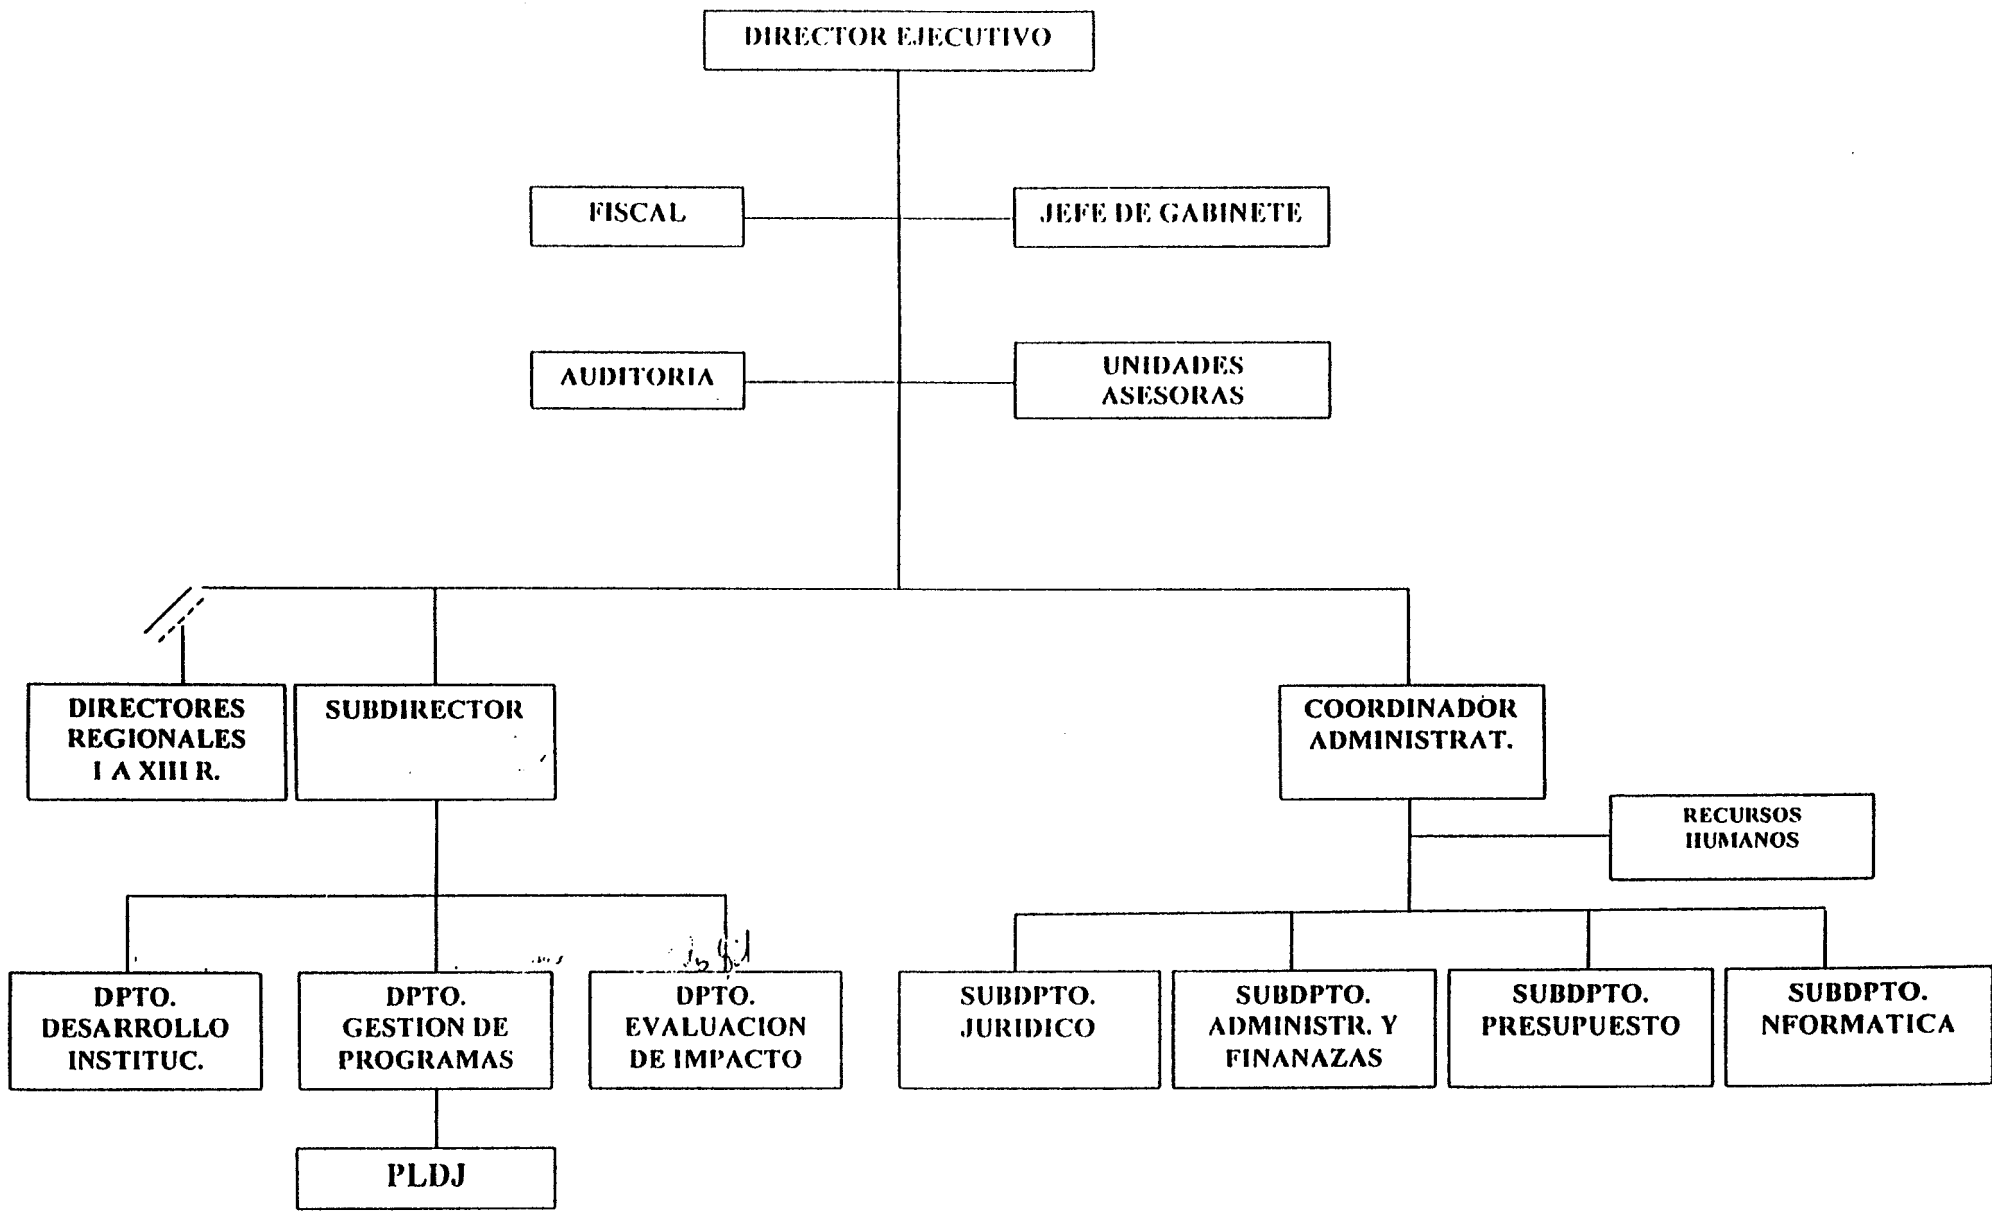 DIRECTOR EJECUTIVO
FISCAL
JEFE DE GABINETE
AUDITORIA
UNIDADES
ASESORAS
DIRECTORES
REGIONALES
I A XIII R.
SUBDIRECTOR
COORDINADOR
ADMINISTRAT.
RECURSOS
HUMANOS
DPTO.
DESARROLLO
INSTITUC.
DPTO.
GESTION DE
PROGRAMAS
DPTO.
EVALUACION
DE IMPACTO
SUBDPTO.
JURIDICO
SUBDPTO.
ADMINISTR. Y
FINANAZAS
SUBDPTO.
PRESUPUESTO
SUBDPTO.
NFORMATICA
PLDJ